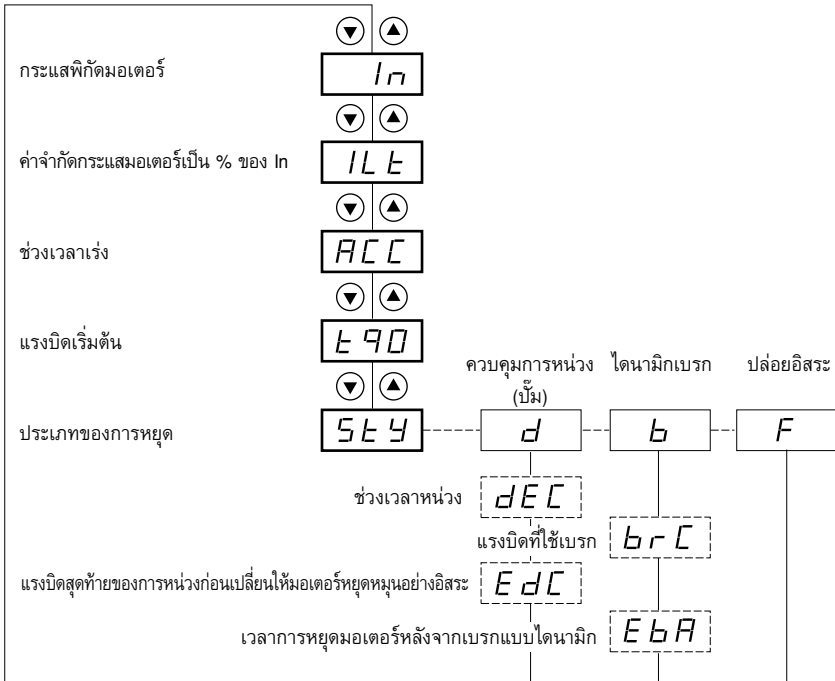 กระแสพิกัดมอเตอร์
In
ค่าจำกัดกระแสมอเตอร์เป็น % ของ In
ILt
ช่วงเวลาเร่ง
ACC
แรงบิดเริ่มต้น
tq0
ควบคุมการหน่วง
(ปั๊ม)
ไดนามิกเบรก
ปล่อยอิสระ
ประเภทของการหยุด
StY
d
b
F
ช่วงเวลาหน่วง
dEC
แรงบิดที่ใช้เบรก
brC
แรงบิดสุดท้ายของการหน่วงก่อนเปลี่ยนให้มอเตอร์หยุดหมุนอย่างอิสระ
EdC
เวลาการหยุดมอเตอร์หลังจากเบรกแบบไดนามิก
EbA